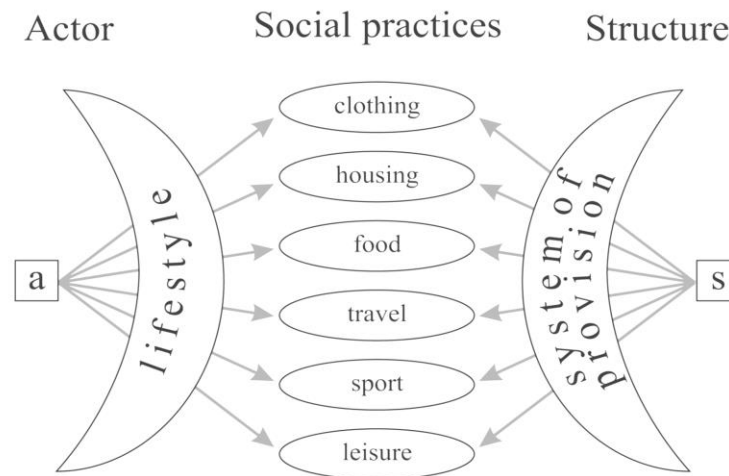 Actor Social practices Structure
clothing
housing
food
travel
sport
leisure
a
lifestyle
system of
provision
s